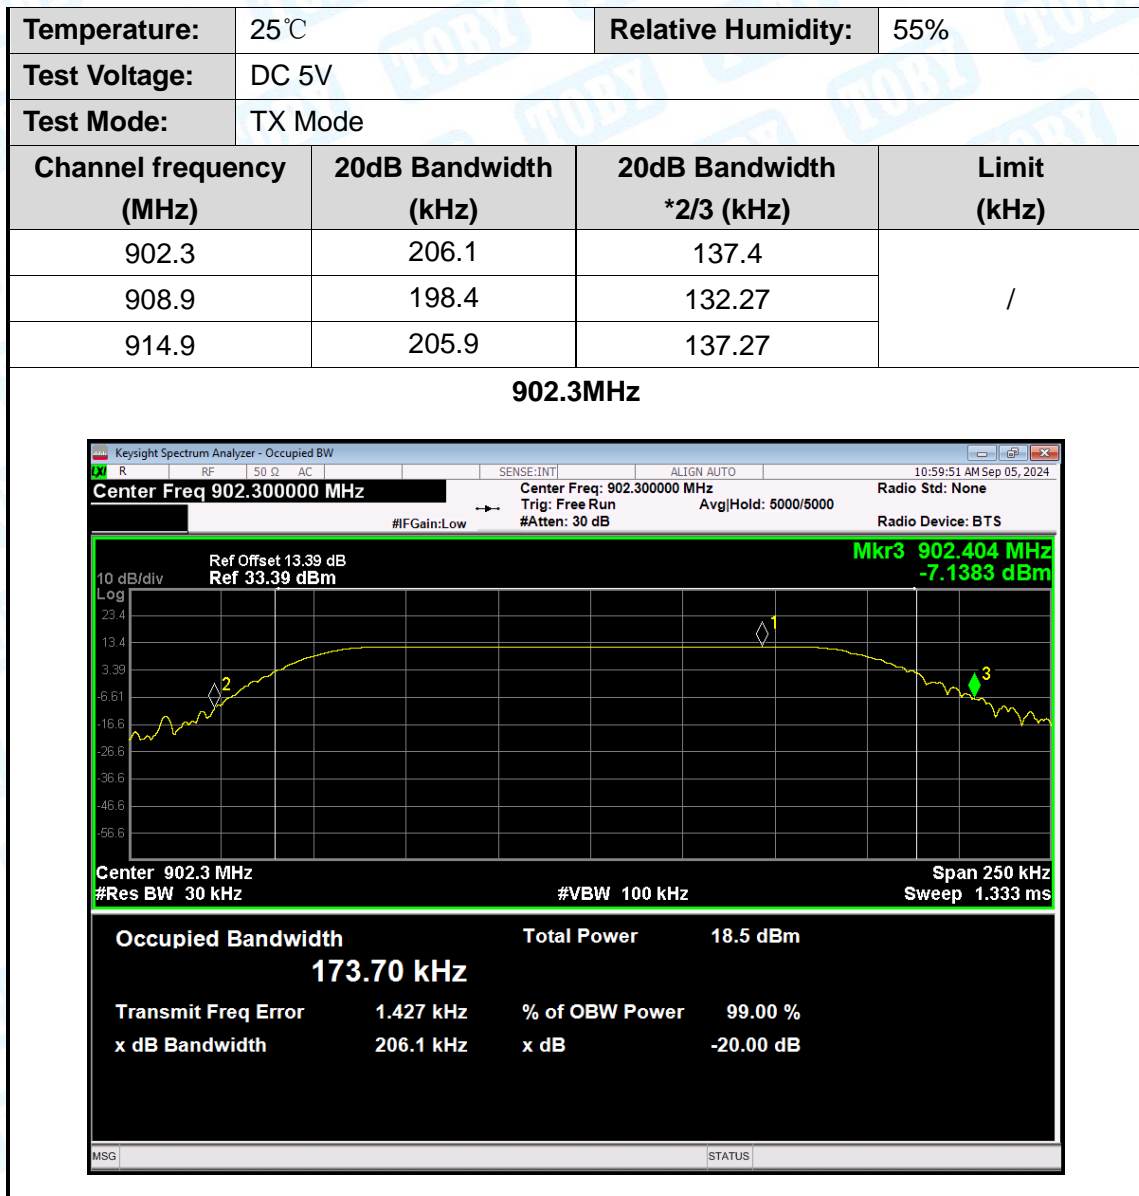 Temperature: 25℃ Relative Humidity: 55%
Test Voltage: DC 5V
Test Mode: TX Mode
Channel frequency (MHz) 20dB Bandwidth (kHz) 20dB Bandwidth *2/3 (kHz) Limit (kHz)
902.3 206.1 137.4 /
908.9 198.4 132.27
914.9 205.9 137.27
902.3MHz
Keysight Spectrum Analyzer - Occupied BW
LXI R RF 50 Ω AC SENSE:INT ALIGN AUTO 10:59:51 AM Sep 05, 2024
Center Freq 902.300000 MHz Center Freq: 902.300000 MHz Radio Std: None
Trig: Free Run Avg|Hold: 5000/5000
#IFGain:Low #Atten: 30 dB Radio Device: BTS
Mkr3 902.404 MHz
-7.1383 dBm
Ref Offset 13.39 dB
10 dB/div Ref 33.39 dBm
Log
23.4
1
13.4
3.39
3
2
-6.61
-16.6
-26.6
-36.6
-46.6
-56.6
Center 902.3 MHz Span 250 kHz
#Res BW 30 kHz #VBW 100 kHz Sweep 1.333 ms
Occupied Bandwidth Total Power 18.5 dBm
173.70 kHz
Transmit Freq Error 1.427 kHz % of OBW Power 99.00 %
x dB Bandwidth 206.1 kHz x dB -20.00 dB
MSG STATUS
TOBY